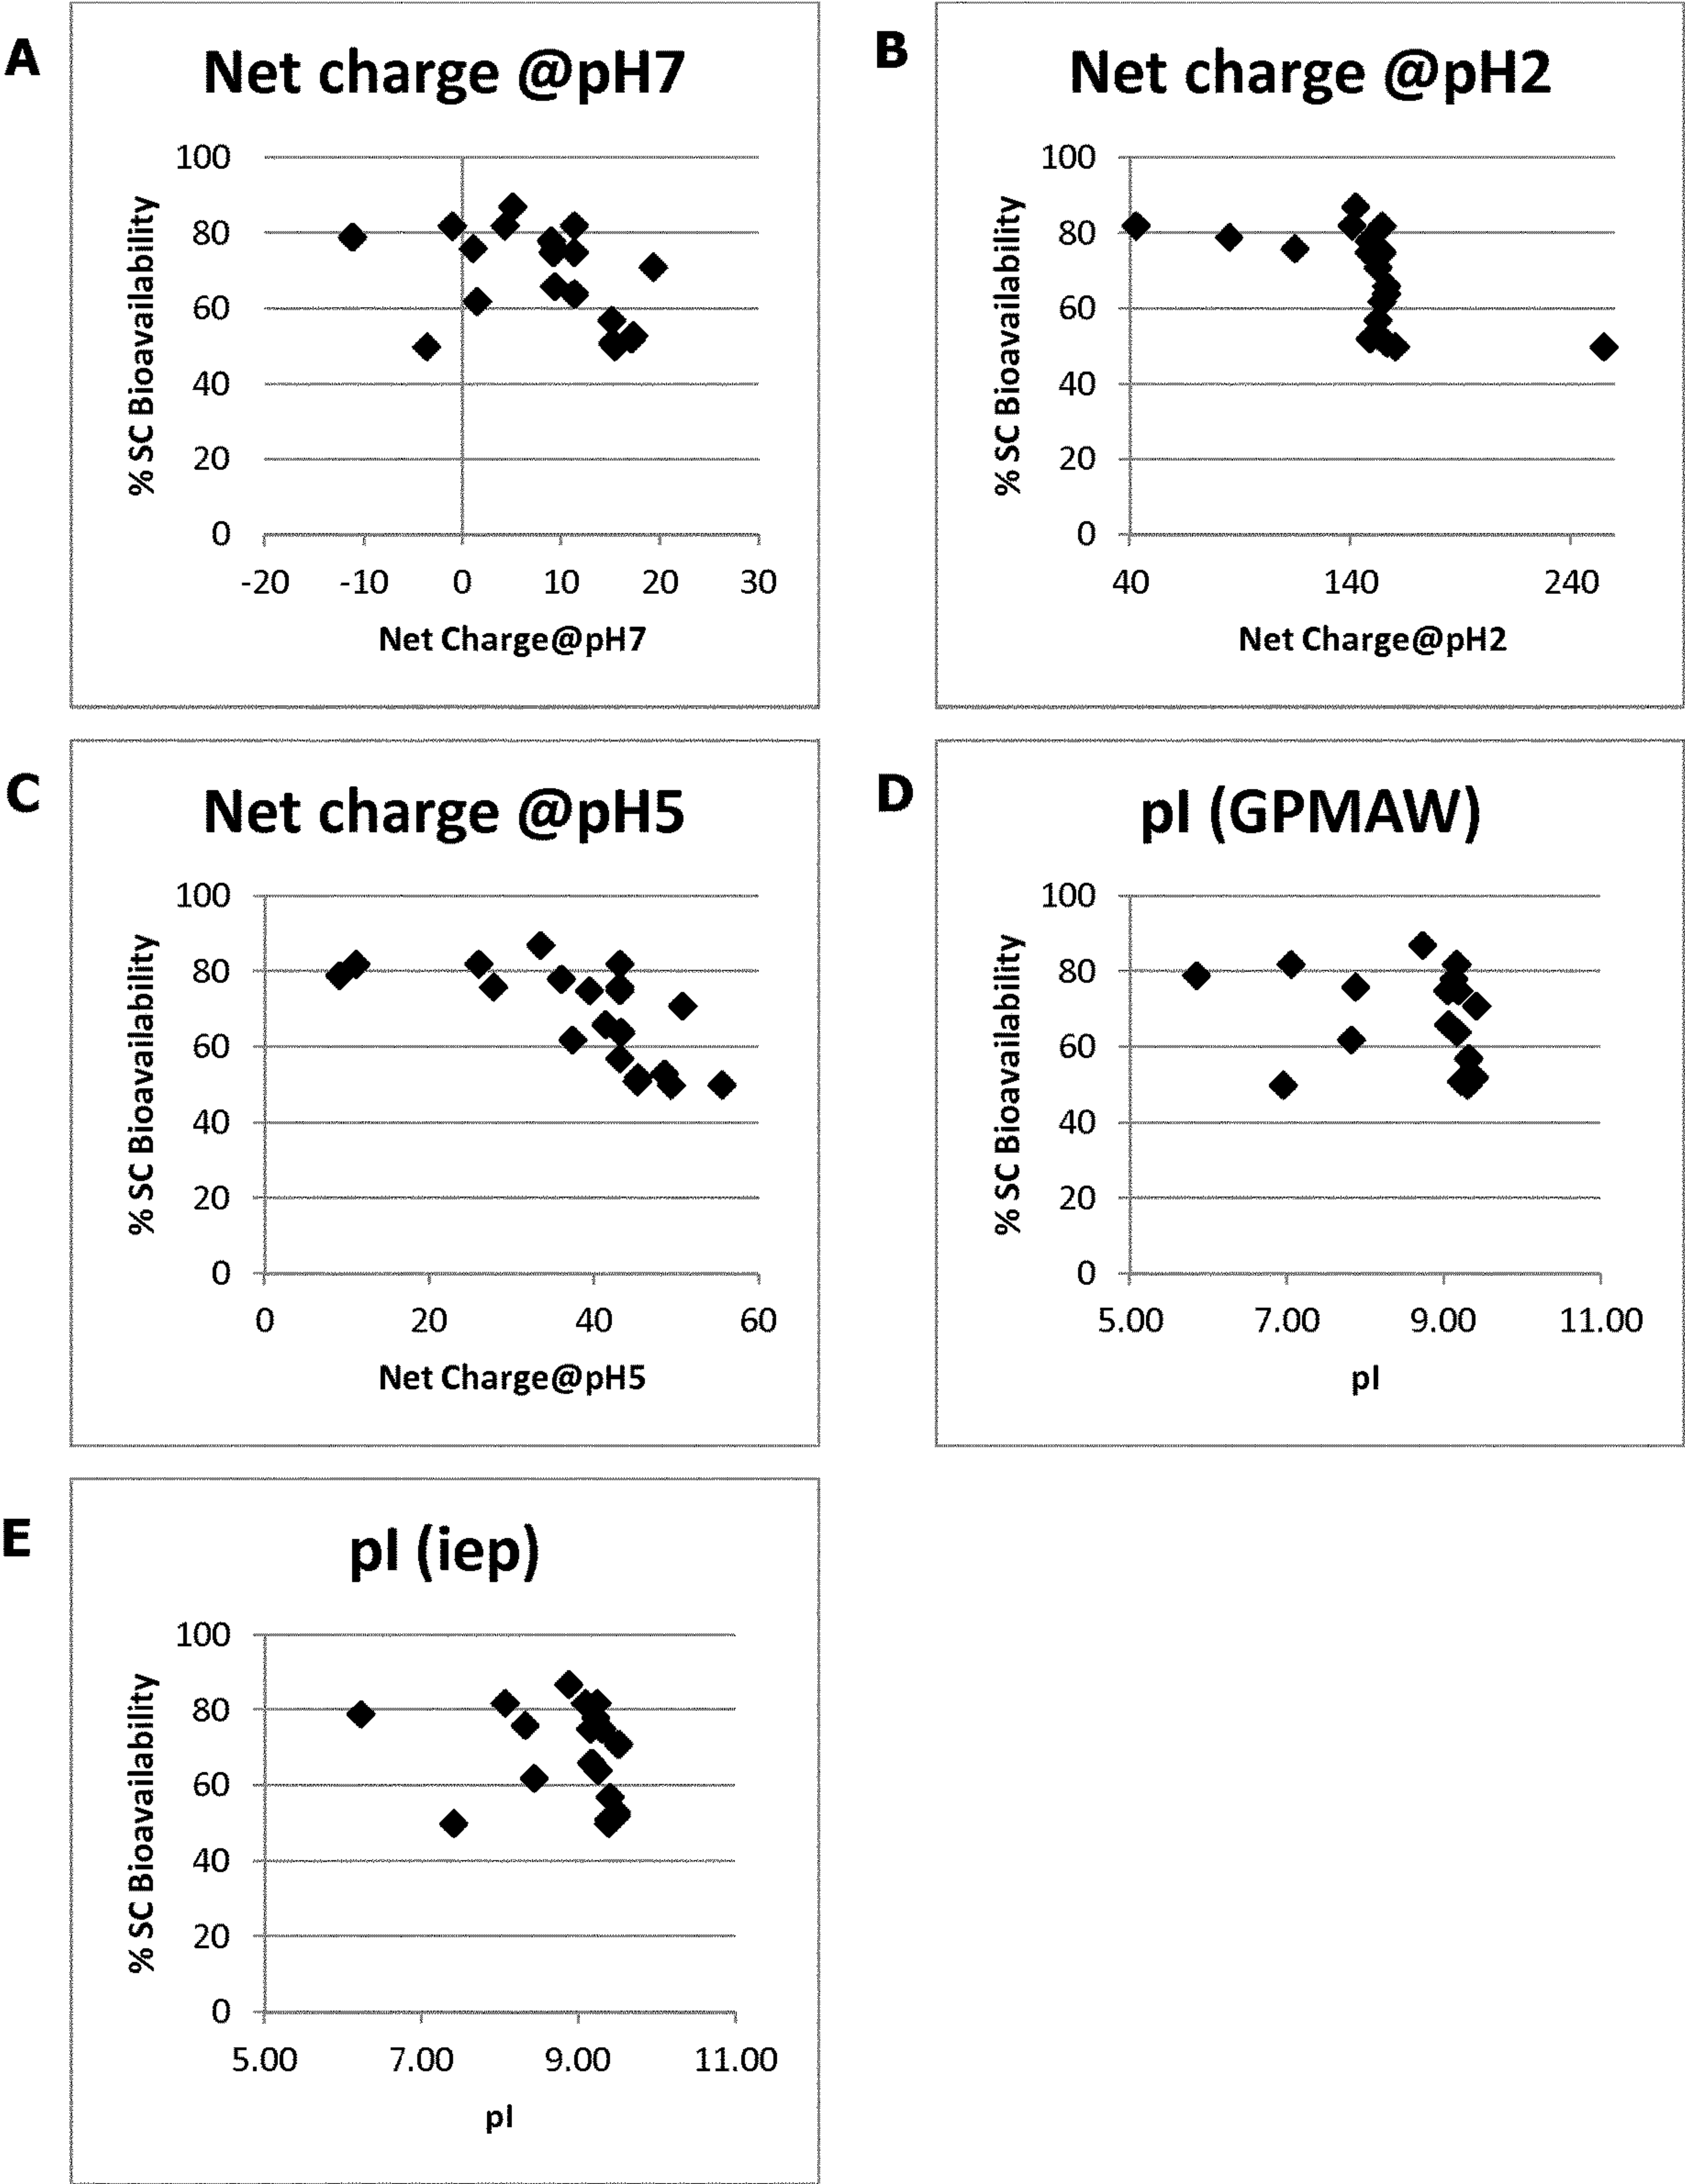 A
Net charge @pH7
% SC Bioavailability
100
80
60
40
20
0
-20 -10 0 10 20 30
Net Charge@pH7
B
Net charge @pH2
% SC Bioavailability
100
80
60
40
20
0
40 140 240
Net Charge@pH2
C
Net charge @pH5
% SC Bioavailability
100
80
60
40
20
0
0 20 40 60
Net Charge@pH5
D
pI (GPMAW)
% SC Bioavailability
100
80
60
40
20
0
5.00 7.00 9.00 11.00
pI
E
pI (iep)
% SC Bioavailability
100
80
60
40
20
0
5.00 7.00 9.00 11.00
pI